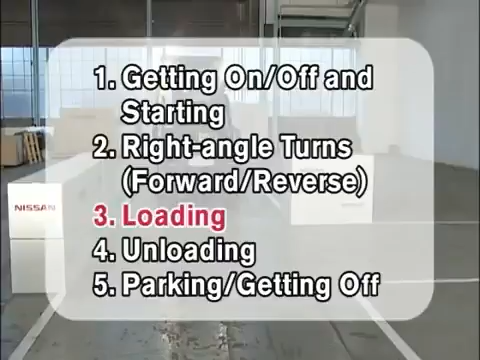 1. Getting On/Off and
Starting
2. Right-angle Turns
(Forward/Reverse)
3. Loading
4. Unloading
5. Parking/Getting Off
NISSAN